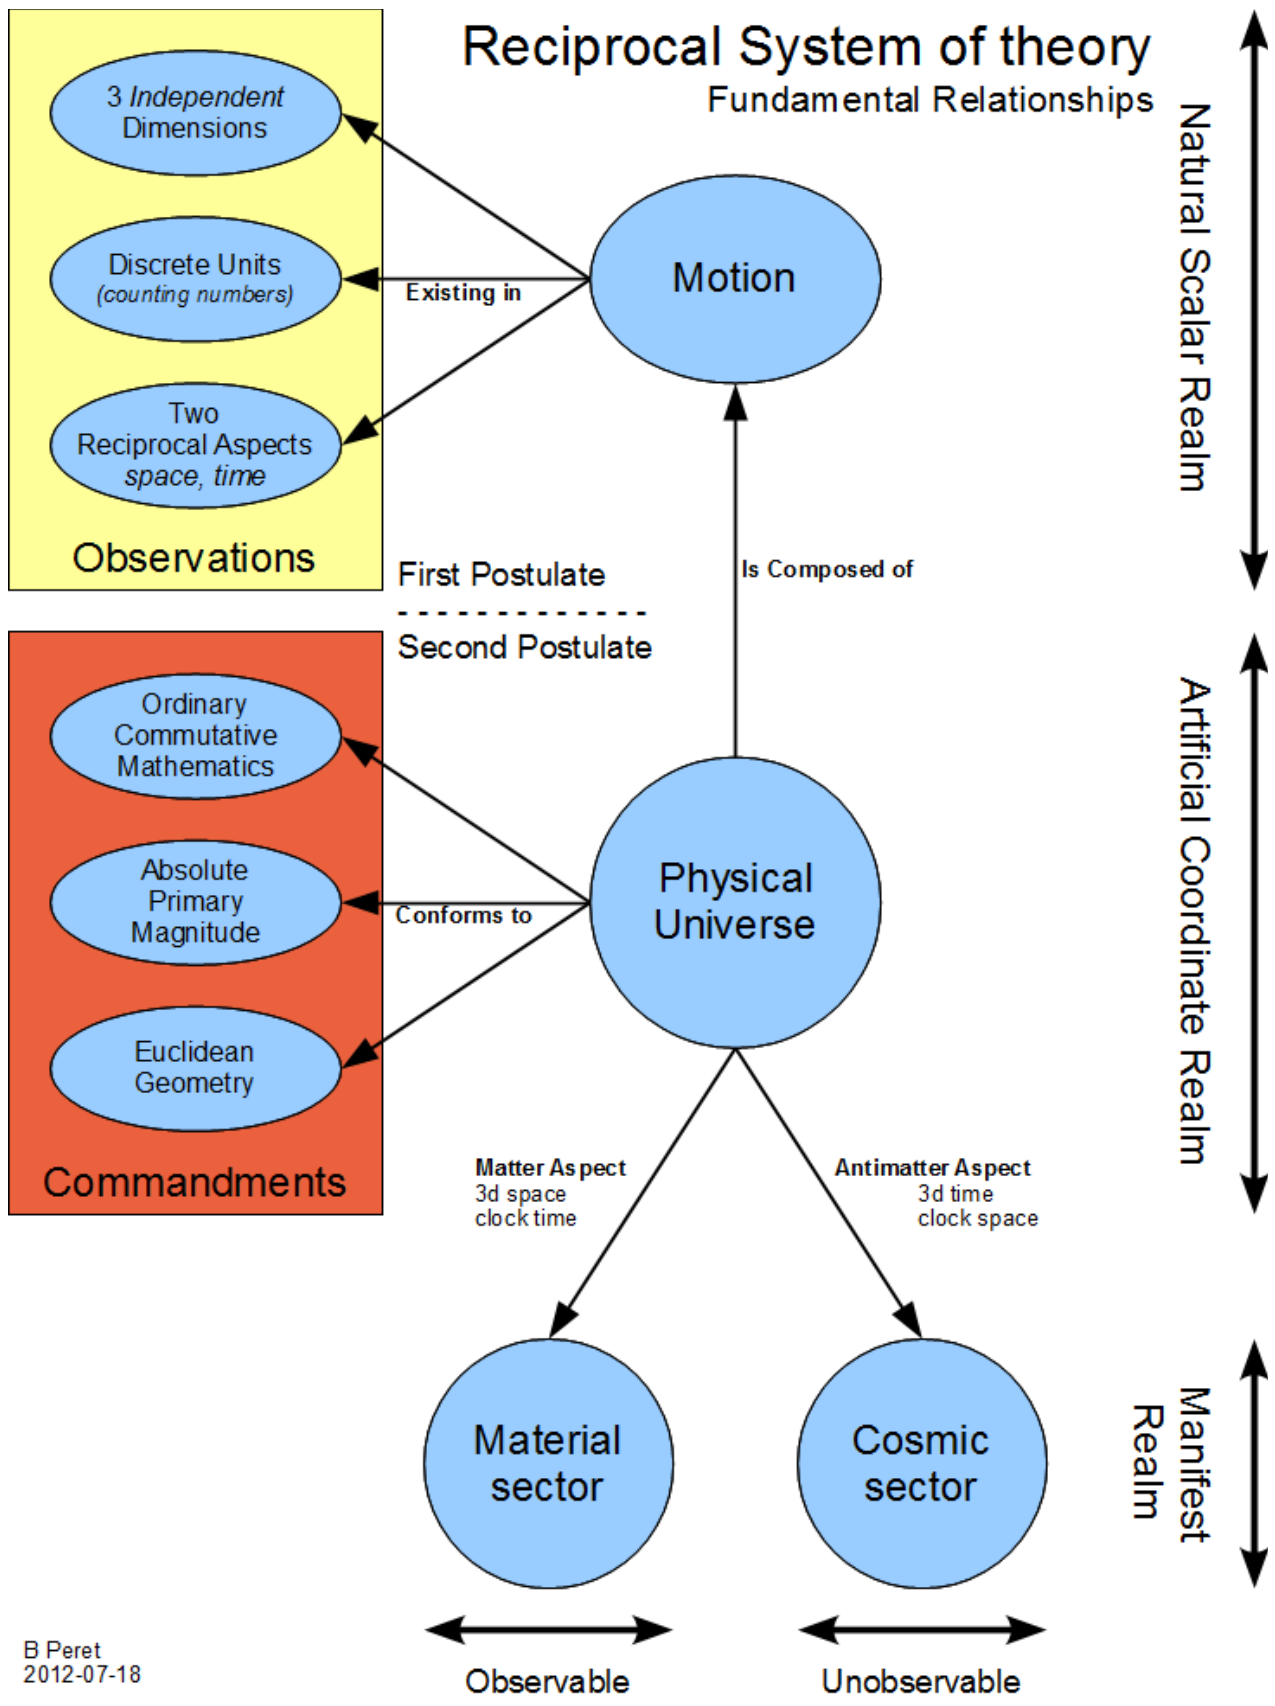 Reciprocal System of theory
Fundamental Relationships
3 Independent
Dimensions
Discrete Units
(counting numbers)
Two
Reciprocal Aspects
space, time
Observations
Existing in
Motion
Natural Scalar Realm
First Postulate
- - - - - - - - - - - - -
Second Postulate
Is Composed of
Ordinary
Commutative
Mathematics
Absolute
Primary
Magnitude
Euclidean
Geometry
Commandments
Conforms to
Physical
Universe
Artificial Coordinate Realm
Matter Aspect
3d space
clock time
Antimatter Aspect
3d time
clock space
Material
sector
Cosmic
sector
Manifest
Realm
Observable
Unobservable
B Peret
2012-07-18